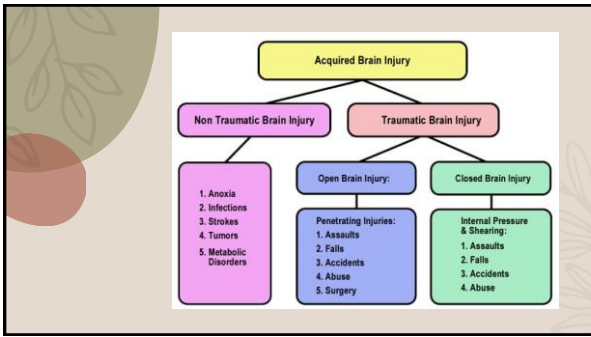 Acquired Brain Injury
Non Traumatic Brain Injury
Traumatic Brain Injury
1. Anoxia
2. Infections
3. Strokes
4. Tumors
5. Metabolic
Disorders
Open Brain Injury:
Closed Brain Injury
Penetrating Injuries:
1. Assaults
2. Falls
3. Accidents
4. Abuse
5. Surgery
Internal Pressure
& Shearing:
1. Assaults
2. Falls
3. Accidents
4. Abuse